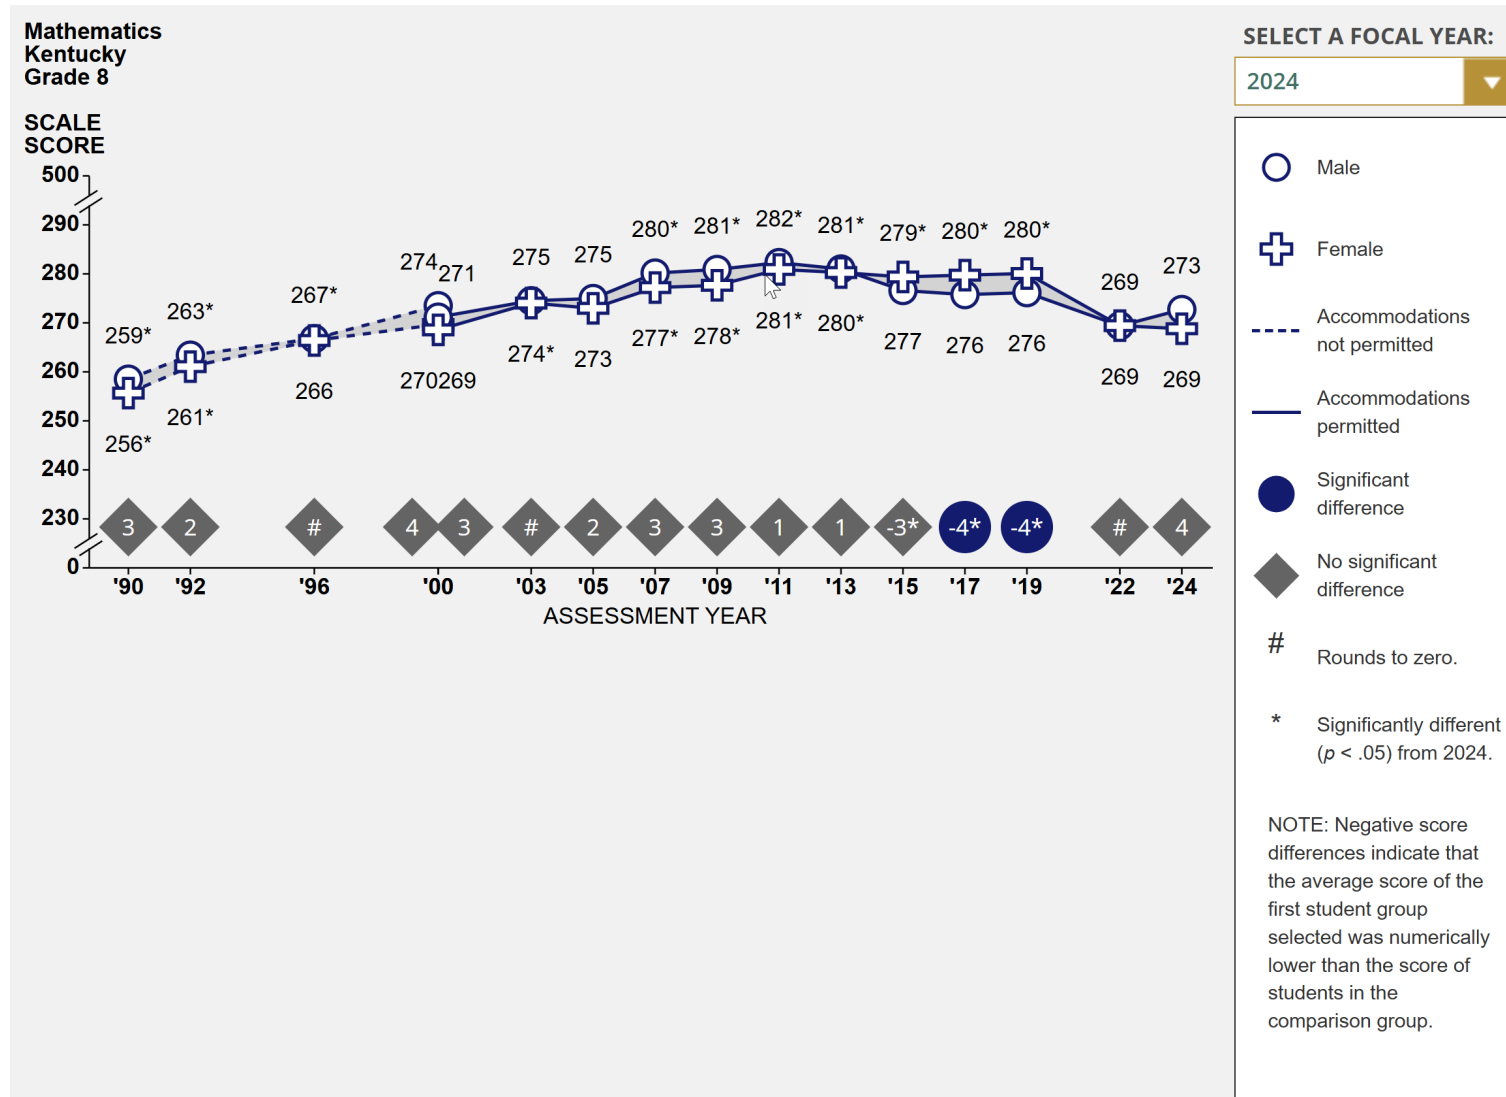 Mathematics
Kentucky
Grade 8
SCALE
SCORE
500
290
280
270
260
250
240
230
0
259* 263* 267* 274 271 275 275 280* 281* 282* 281* 279* 280* 280* 269 273
256* 261* 266 270 269 274* 273 277* 278* 281* 280* 277 276 276 269 269
3 2 # 4 3 # 2 3 3 1 1 -3* -4* -4* # 4
'90 '92 '96 '00 '03 '05 '07 '09 '11 '13 '15 '17 '19 '22 '24
ASSESSMENT YEAR
SELECT A FOCAL YEAR:
2024
Male
Female
Accommodations
not permitted
Accommodations
permitted
Significant
difference
No significant
difference
# Rounds to zero.
* Significantly different
(p < .05) from 2024.
NOTE: Negative score
differences indicate that
the average score of the
first student group
selected was numerically
lower than the score of
students in the
comparison group.